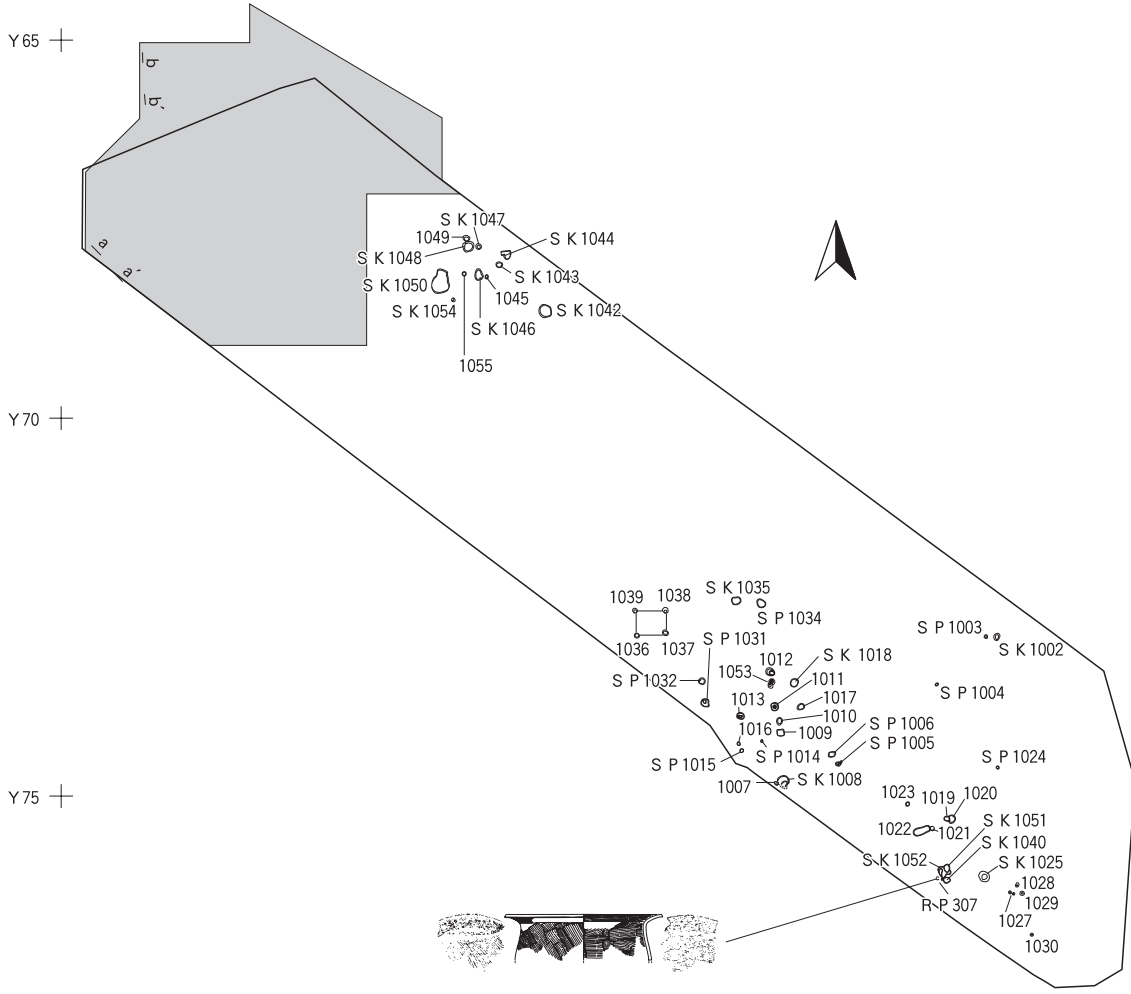 Y 65
b
b´
S K 1047
1049
S K 1044
S K 1048
a
a´
S K 1043
S K 1050
1045
S K 1054
S K 1042
S K 1046
1055
Y 70
S K 1035
1039
1038
S P 1034
S P 1003
1036
1037
S P 1031
S K 1002
1012
S K 1018
1053
1011
S P 1032
S P 1004
1013
1017
1010
S P 1006
1016
1009
S P 1005
S P 1014
S P 1015
S P 1024
1007
S K 1008
Y 75
1023
1019
1020
S K 1051
1022
1021
S K 1040
S K 1052
S K 1025
1028
R P 307
1029
1027
1030